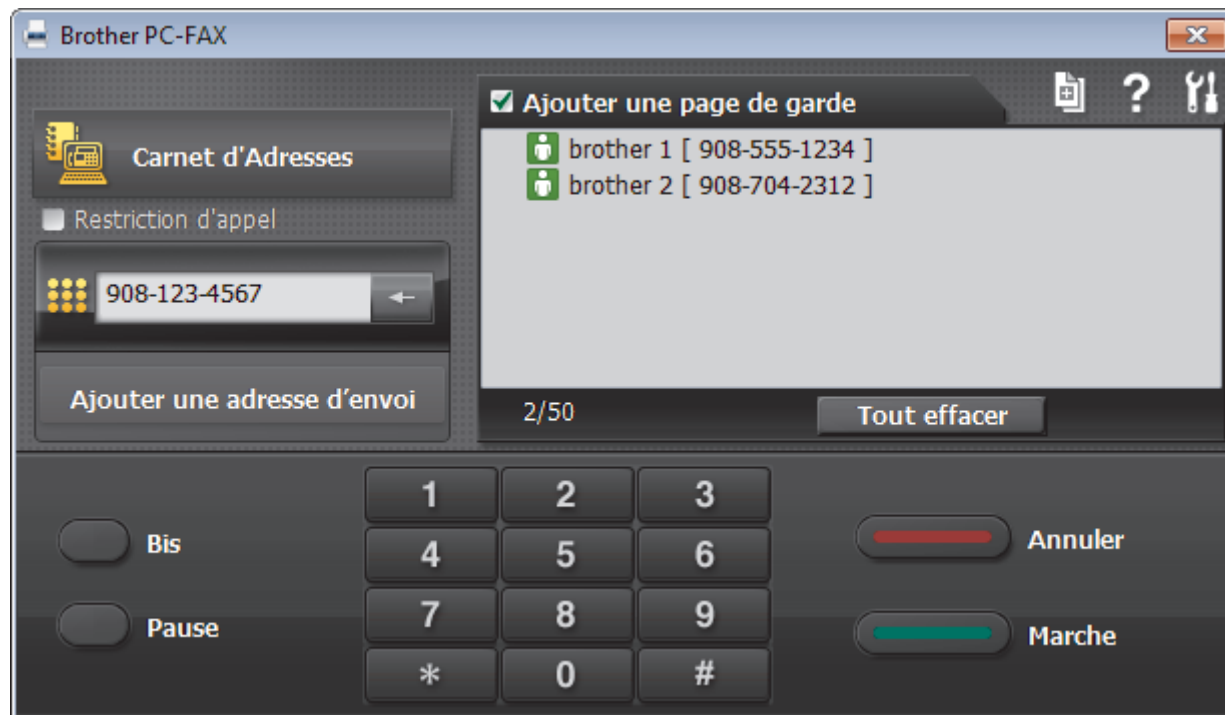 Brother PC-FAX
Carnet d'Adresses
Restriction d'appel
908-123-4567
Ajouter une adresse d'envoi
Ajouter une page de garde
?
brother 1 [ 908-555-1234 ]
brother 2 [ 908-704-2312 ]
2/50
Tout effacer
Bis
Pause
1 2 3
4 5 6
7 8 9
* 0 #
Annuler
Marche